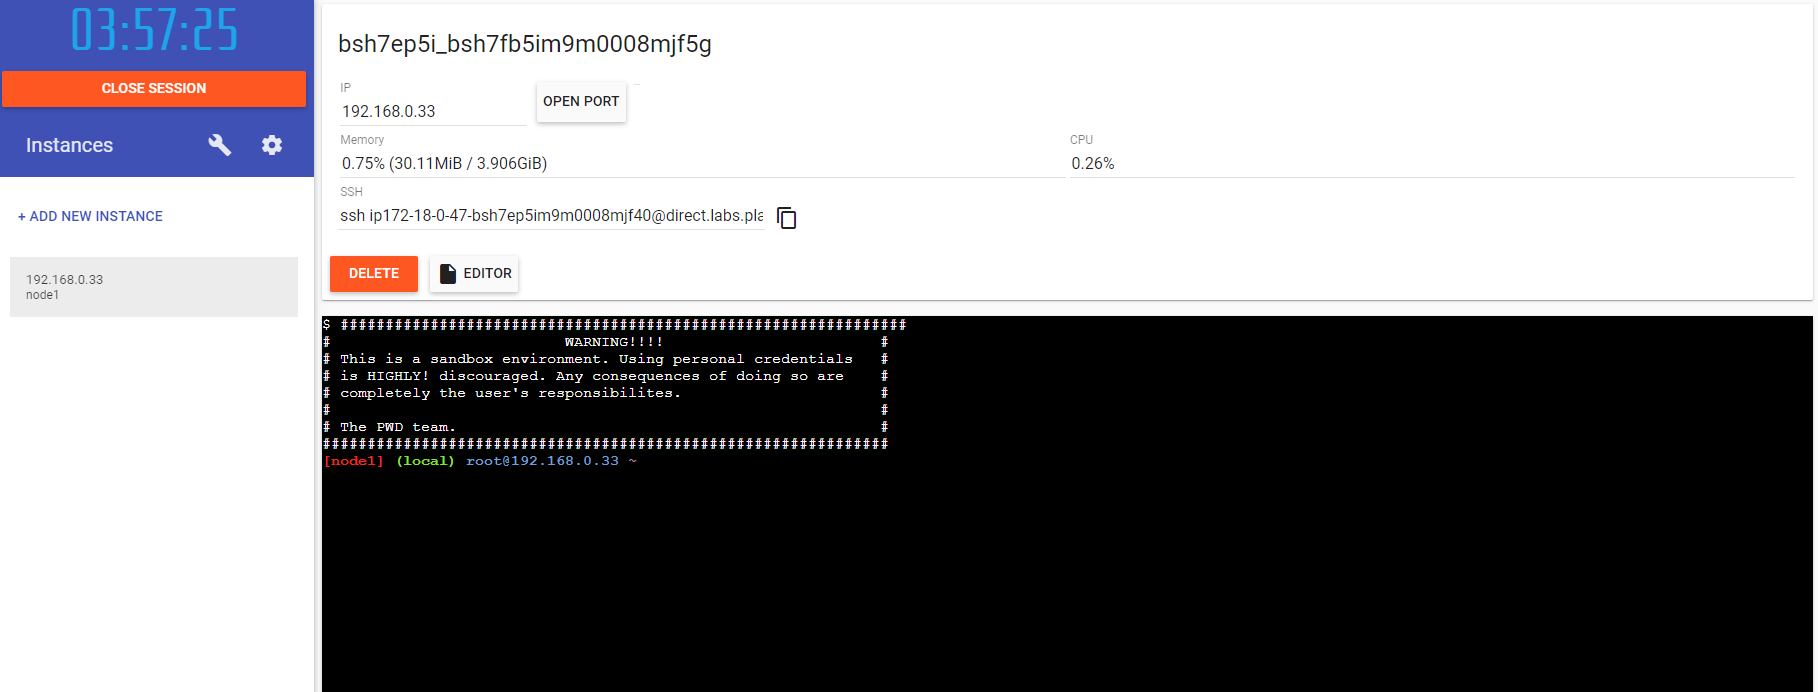 03:57:25
CLOSE SESSION
Instances
+ ADD NEW INSTANCE
192.168.0.33
node1
bsh7ep5i_bsh7fb5im9m0008mjf5g
IP
192.168.0.33
OPEN PORT
Memory
0.75% (30.11MiB / 3.906GiB)
CPU
0.26%
SSH
ssh ip172-18-0-47-bsh7ep5im9m0008mjf40@direct.labs.pla
DELETE
EDITOR
$ ###############################################################
# WARNING!!!! #
# This is a sandbox environment. Using personal credentials #
# is HIGHLY! discouraged. Any consequences of doing so are #
# completely the user's responsibilites. #
# #
# The PWD team. #
###############################################################
[node1] (local) root@192.168.0.33 ~